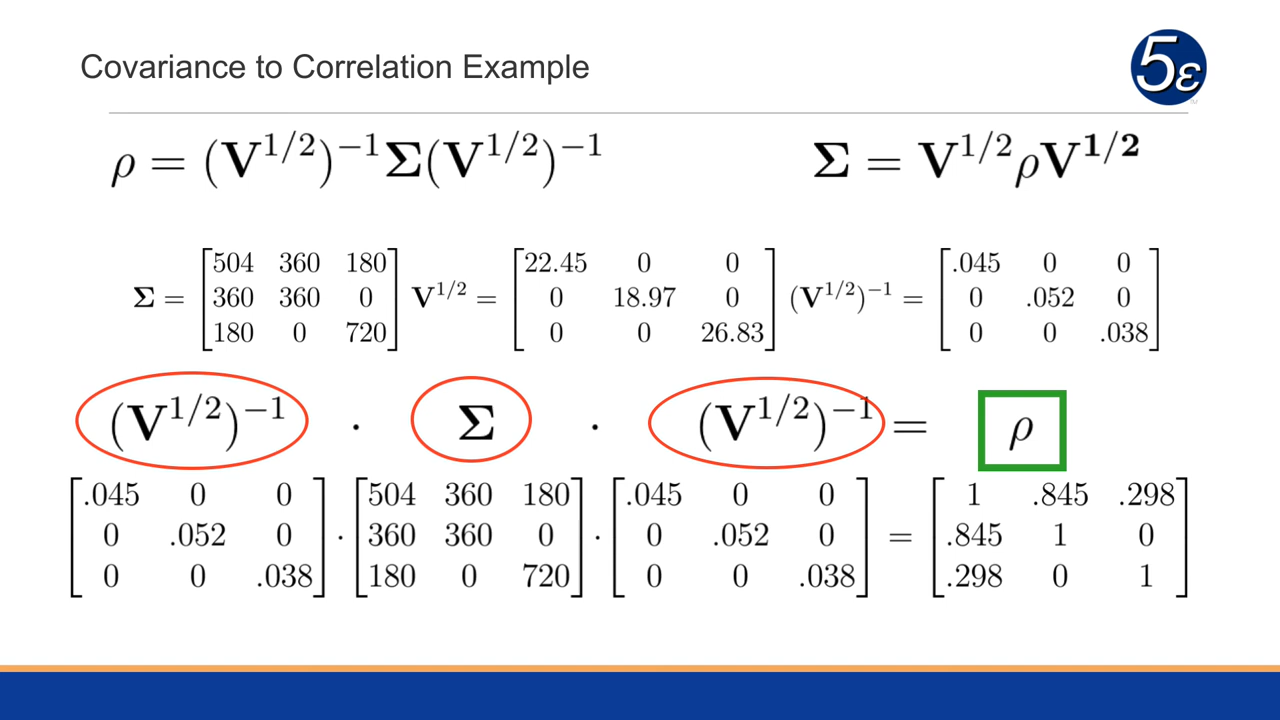 Covariance to Correlation Example
5ε
ρ = (V^{1/2})^{-1}Σ(V^{1/2})^{-1} Σ = V^{1/2}ρV^{1/2}
Σ = [504 360 180; 360 360 0; 180 0 720] V^{1/2} = [22.45 0 0; 0 18.97 0; 0 0 26.83] (V^{1/2})^{-1} = [.045 0 0; 0 .052 0; 0 0 .038]
(V^{1/2})^{-1} · Σ · (V^{1/2})^{-1} = ρ
[.045 0 0; 0 .052 0; 0 0 .038] · [504 360 180; 360 360 0; 180 0 720] · [.045 0 0; 0 .052 0; 0 0 .038] = [1 .845 .298; .845 1 0; .298 0 1]